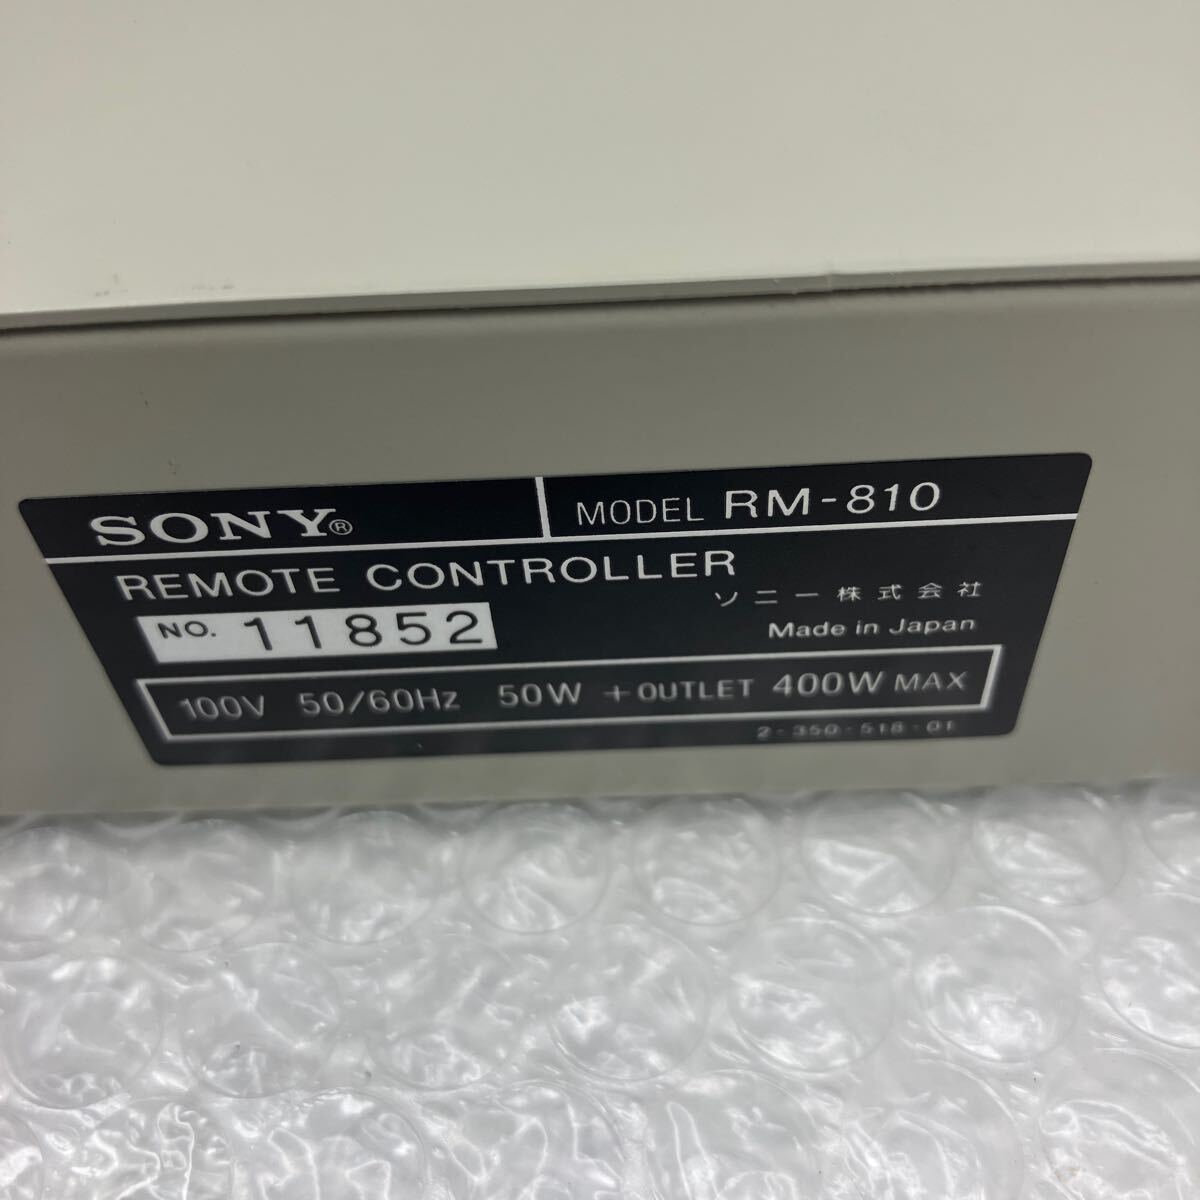 SONY® MODEL RM-810
REMOTE CONTROLLER
ソニー株式会社
NO. 11852
Made in Japan
100V 50/60Hz 50W + OUTLET 400W MAX
2-350-518-01